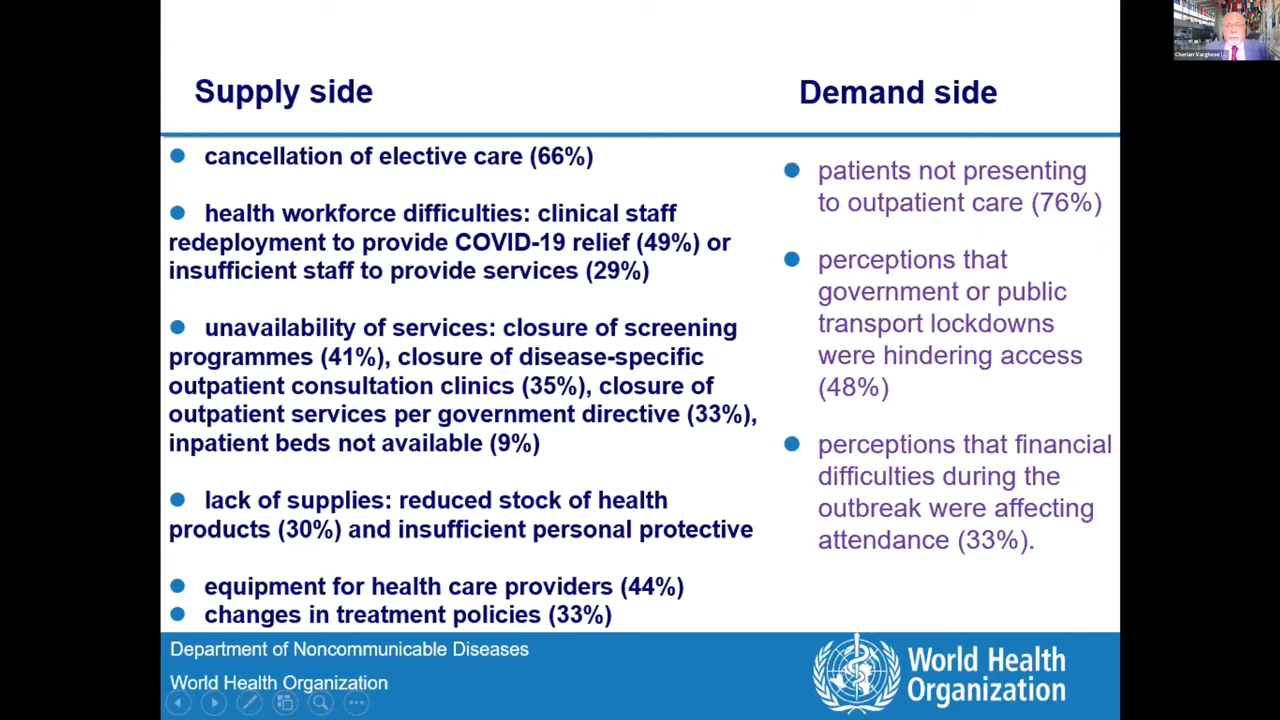 Supply side
cancellation of elective care (66%)
health workforce difficulties: clinical staff
redeployment to provide COVID-19 relief (49%) or
insufficient staff to provide services (29%)
unavailability of services: closure of screening
programmes (41%), closure of disease-specific
outpatient consultation clinics (35%), closure of
outpatient services per government directive (33%),
inpatient beds not available (9%)
lack of supplies: reduced stock of health
products (30%) and insufficient personal protective
equipment for health care providers (44%)
changes in treatment policies (33%)
Demand side
patients not presenting
to outpatient care (76%)
perceptions that
government or public
transport lockdowns
were hindering access
(48%)
perceptions that financial
difficulties during the
outbreak were affecting
attendance (33%).
Department of Noncommunicable Diseases
World Health Organization
World Health
Organization
Cherian Varghese